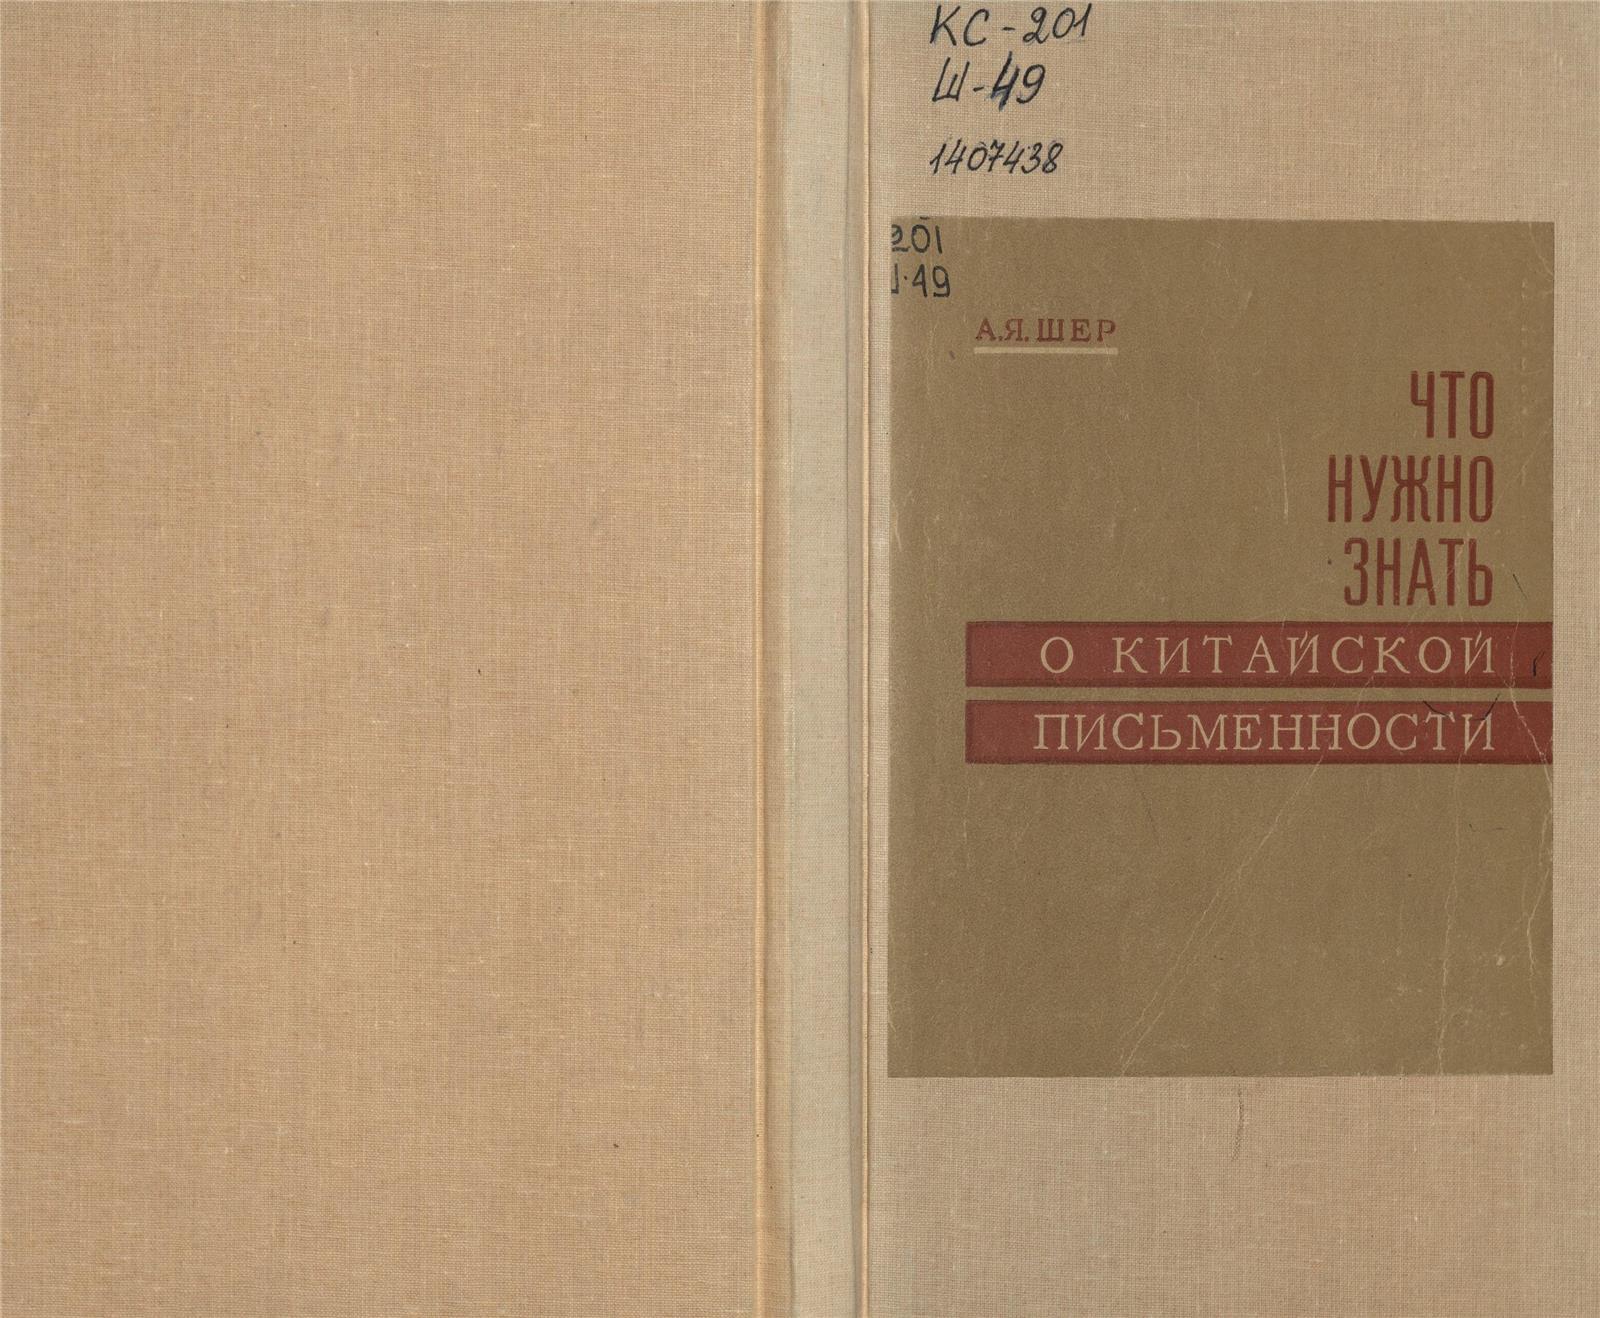 КС-201
Ш-49
1407438
201
49
А.Я. ШЕР
ЧТО
НУЖНО
ЗНАТЬ
О КИТАЙСКОЙ
ПИСЬМЕННОСТИ